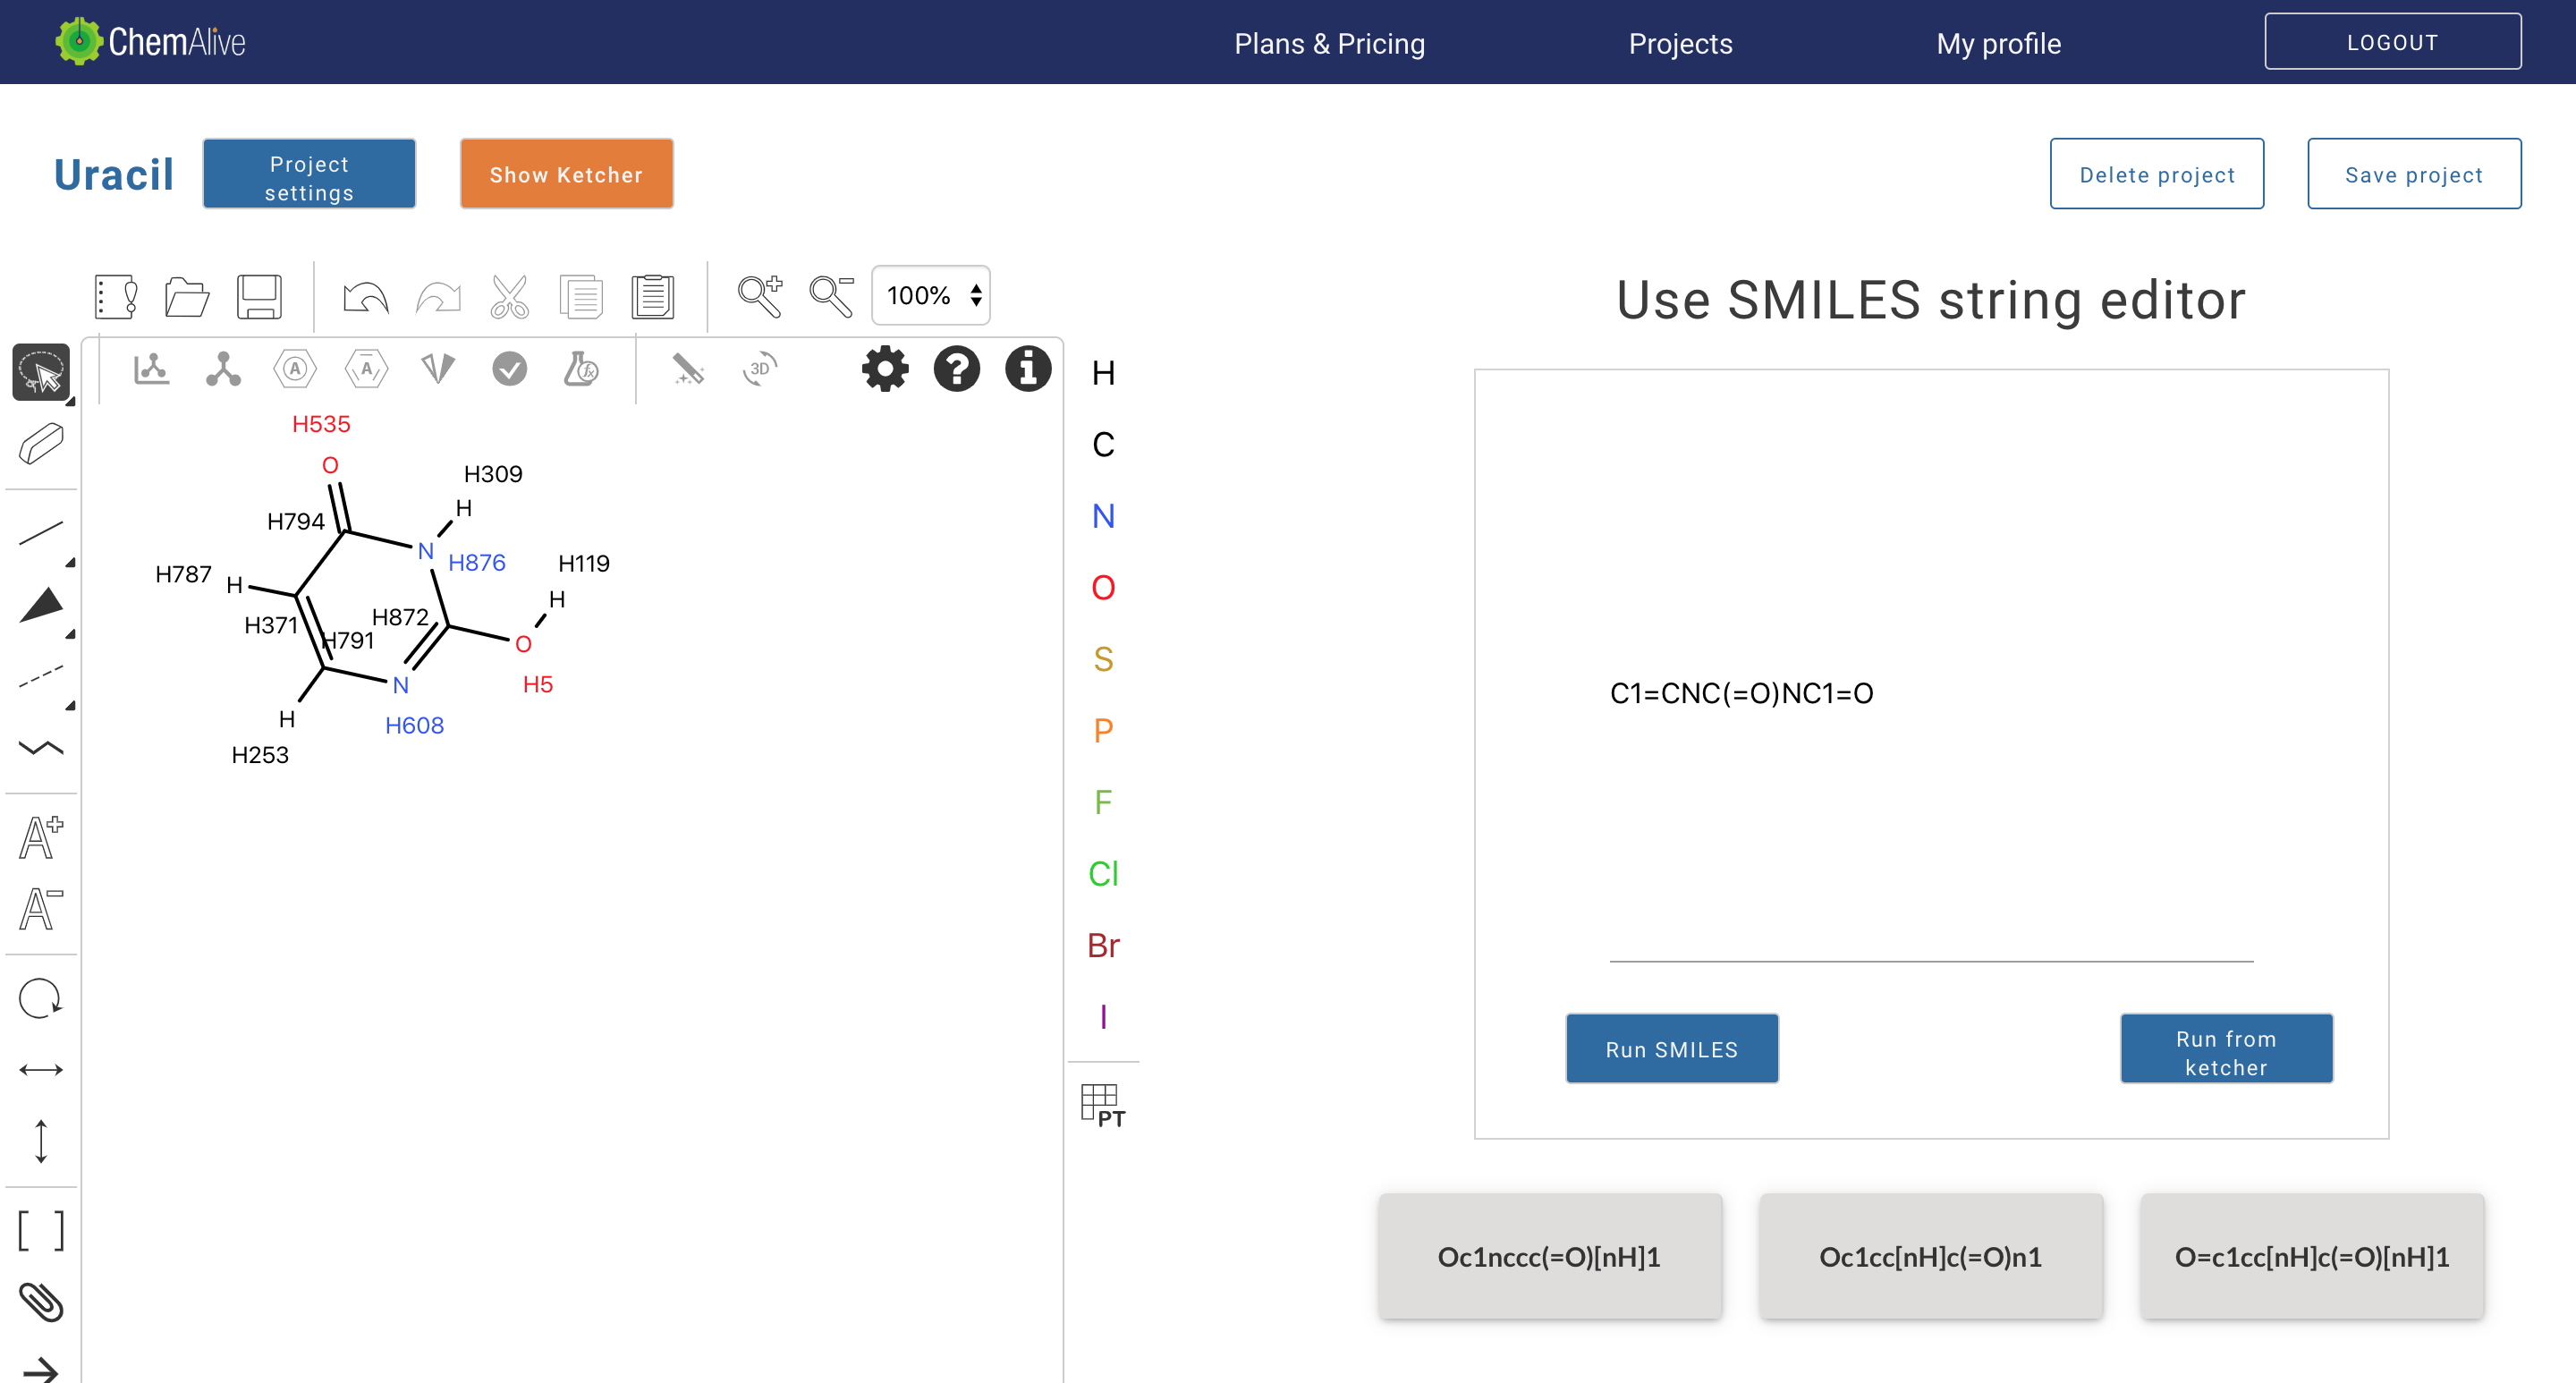 ChemAlive Plans & Pricing Projects My profile LOGOUT
Uracil Project settings Show Ketcher Delete project Save project
100%
Use SMILES string editor
A A fx 3D ? i
H
C
N
O
S
P
F
Cl
Br
I
PT
A+
A-
[ ]
H535
O
H309
H
H794
N
H876
H119
H787 H
H
H872
H371
H791
O
N
H5
H
H608
H253
C1=CNC(=O)NC1=O
Run SMILES Run from ketcher
Oc1nccc(=O)[nH]1 Oc1cc[nH]c(=O)n1 O=c1cc[nH]c(=O)[nH]1